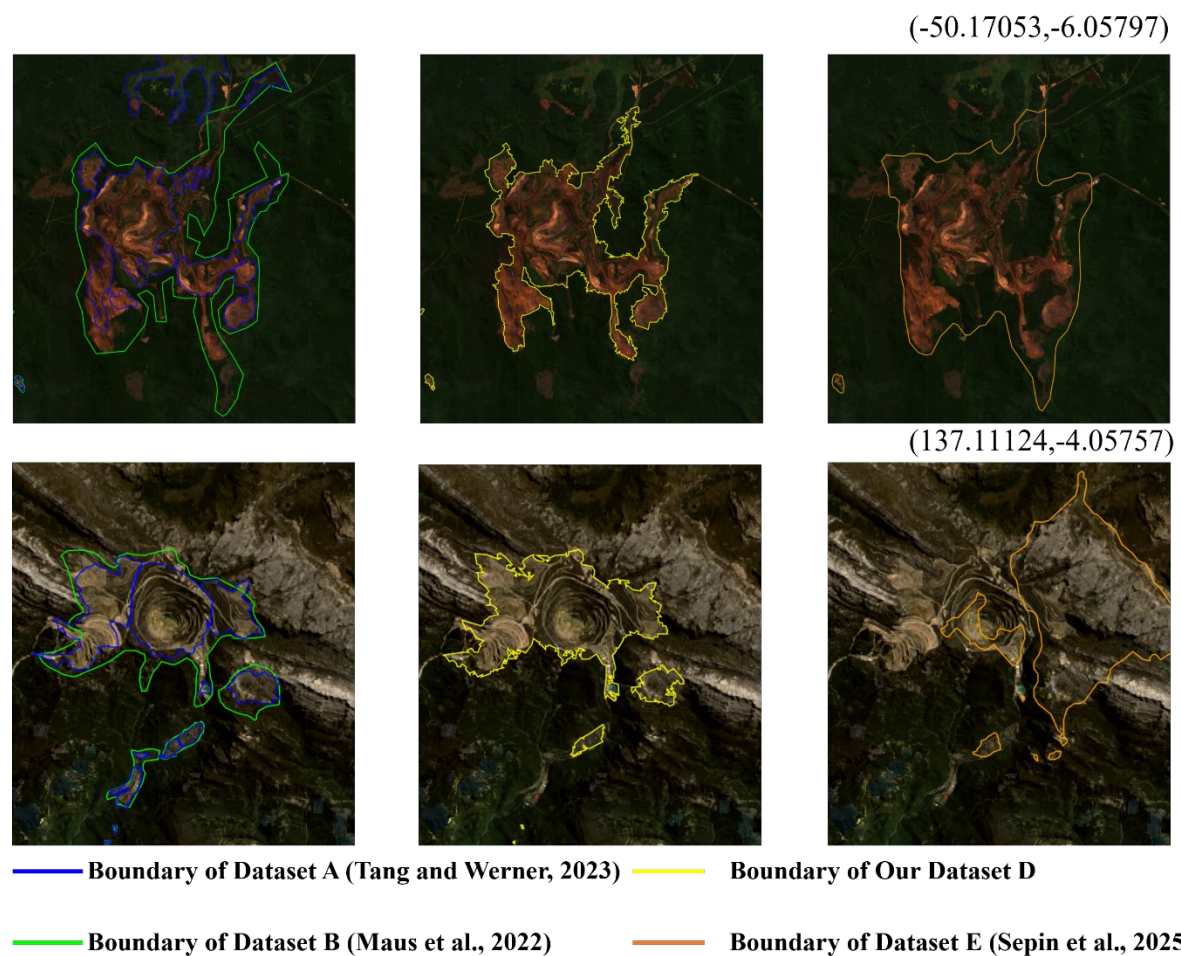 (-50.17053,-6.05797)
(137.11124,-4.05757)
Boundary of Dataset A (Tang and Werner, 2023)
Boundary of Our Dataset D
Boundary of Dataset B (Maus et al., 2022)
Boundary of Dataset E (Sepin et al., 2025